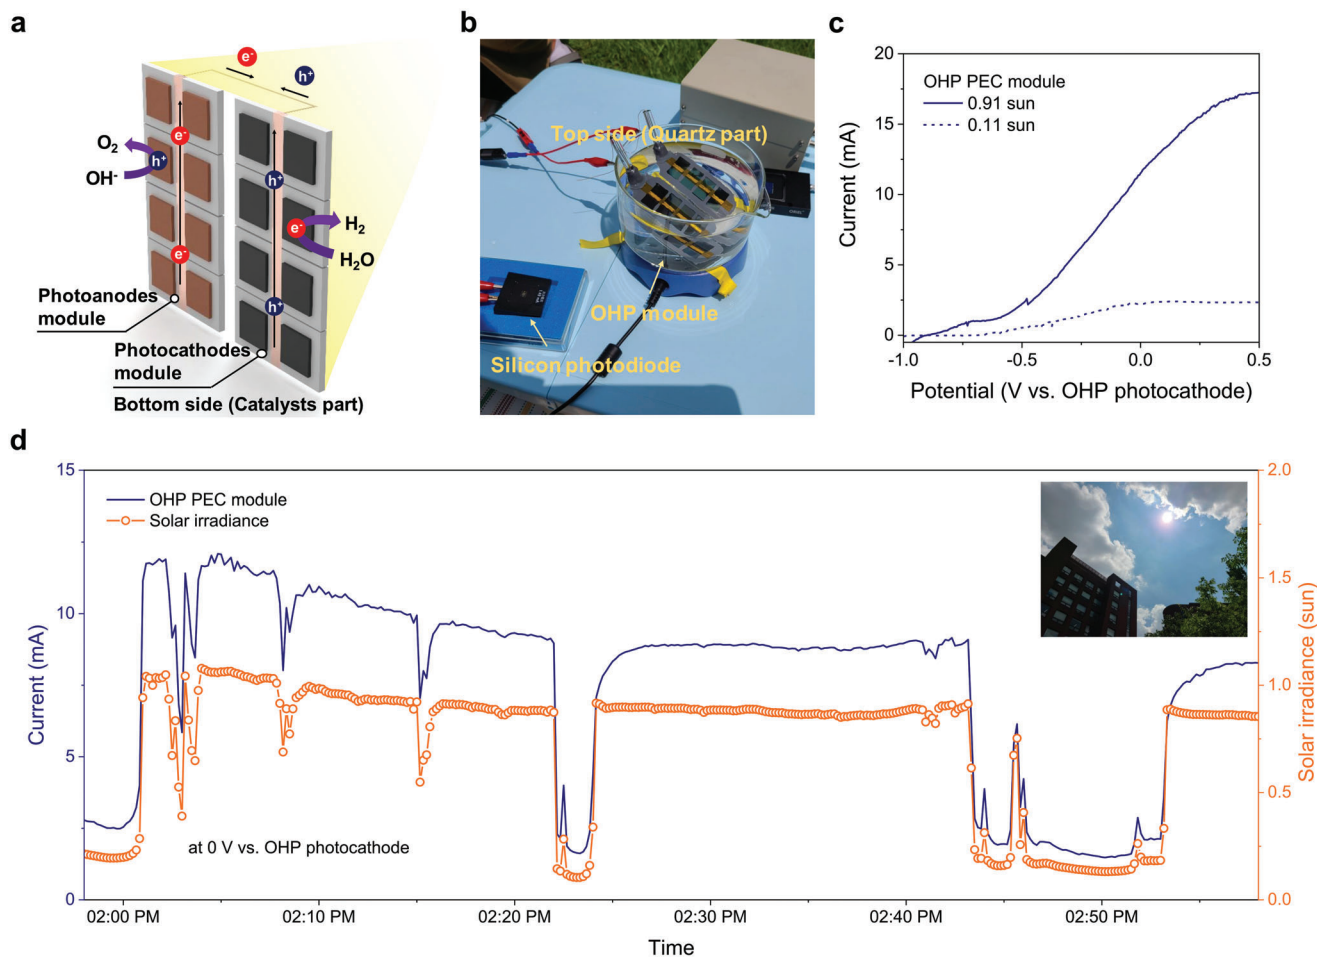 a
e-
h+
O2
OH-
h+
e-
h+
e-
H2
H2O
e-
h+
Photoanodes
module
Photocathodes
module
Bottom side (Catalysts part)
b
Top side (Quartz part)
OHP module
Silicon photodiode
c
20
15
10
5
0
-1.0
-0.5
0.0
0.5
Current (mA)
Potential (V vs. OHP photocathode)
OHP PEC module
0.91 sun
0.11 sun
d
15
10
5
0
Current (mA)
OHP PEC module
Solar irradiance
at 0 V vs. OHP photocathode
2.0
1.5
1.0
0.5
0.0
Solar irradiance (sun)
02:00 PM
02:10 PM
02:20 PM
02:30 PM
02:40 PM
02:50 PM
Time